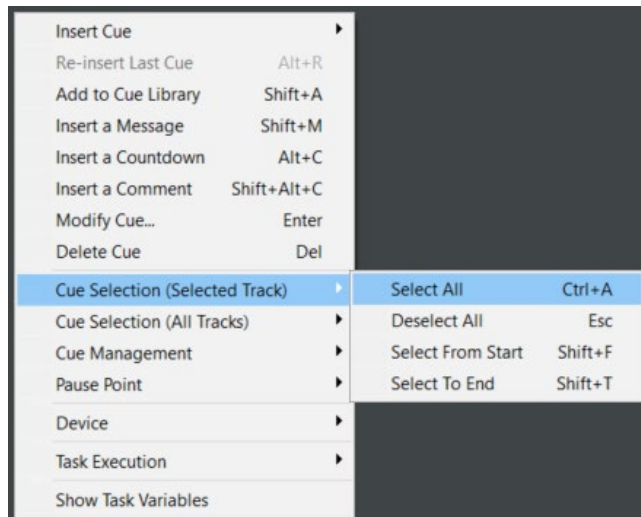 Insert Cue
Re-insert Last Cue Alt+R
Add to Cue Library Shift+A
Insert a Message Shift+M
Insert a Countdown Alt+C
Insert a Comment Shift+Alt+C
Modify Cue... Enter
Delete Cue Del
Cue Selection (Selected Track)
Cue Selection (All Tracks)
Cue Management
Pause Point
Device
Task Execution
Show Task Variables
Select All Ctrl+A
Deselect All Esc
Select From Start Shift+F
Select To End Shift+T